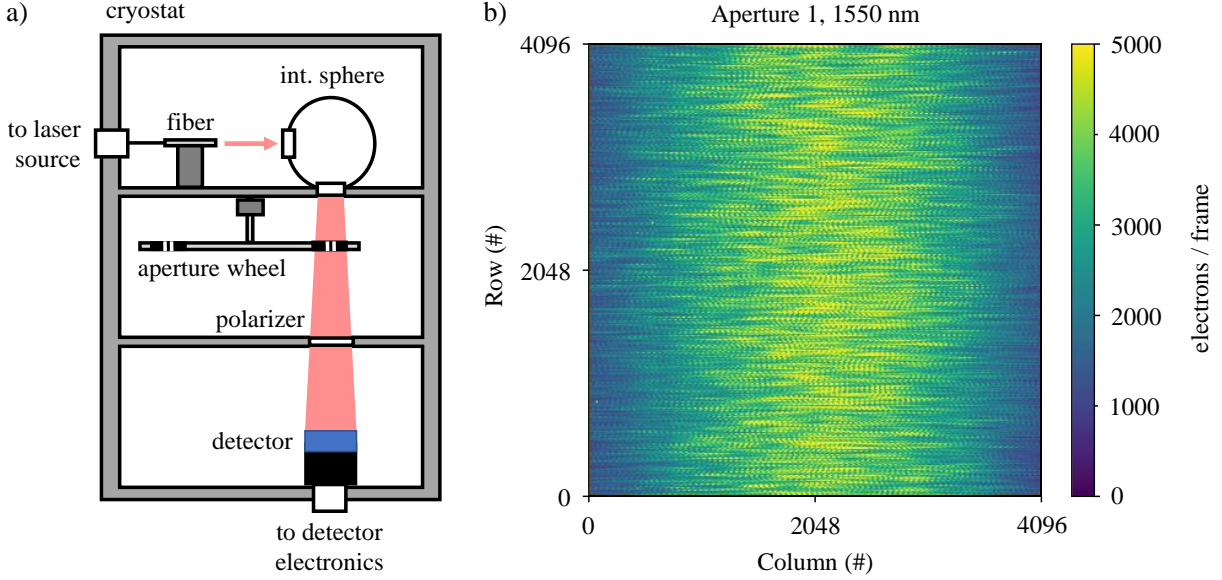 a)
cryostat
int. sphere
fiber
to laser
source
aperture wheel
polarizer
detector
to detector
electronics
b)
Aperture 1, 1550 nm
4096
2048
0
Row (#)
0
2048
4096
Column (#)
5000
4000
3000
2000
1000
0
electrons / frame